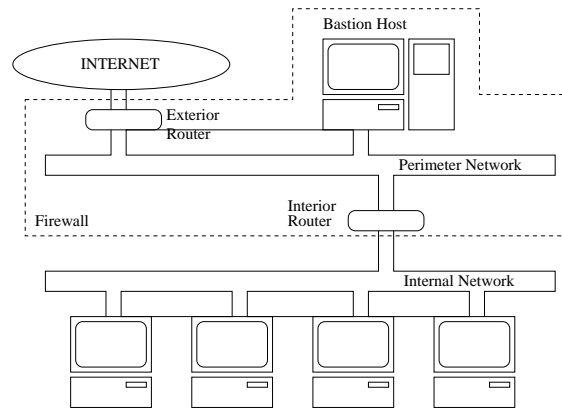 Bastion Host
INTERNET
Exterior
Router
Perimeter Network
Interior
Router
Firewall
Internal Network